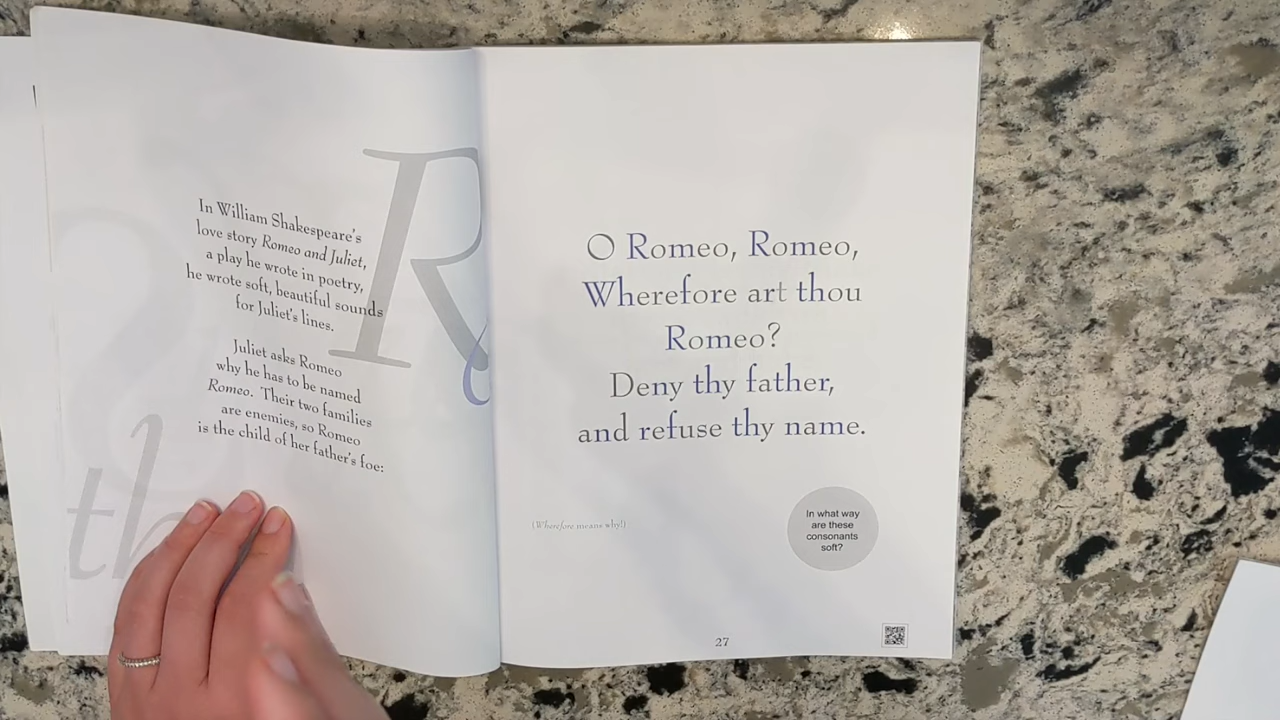 In William Shakespeare's
love story Romeo and Juliet,
a play he wrote in poetry,
he wrote soft, beautiful sounds
for Juliet's lines.
Juliet asks Romeo
why he has to be named
Romeo. Their two families
are enemies, so Romeo
is the child of her father's foe:
R
th
O Romeo, Romeo,
Wherefore art thou
Romeo?
Deny thy father,
and refuse thy name.
(Wherefore means why!)
In what way
are these
consonants
soft?
27